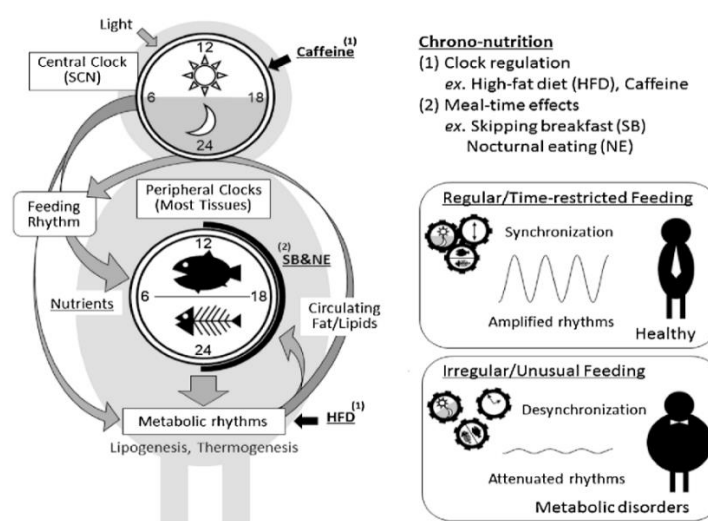 Light
Caffeine(1)
Central Clock
(SCN)
12
6
18
24
Feeding
Rhythm
Peripheral Clocks
(Most Tissues)
12
6
18
24
(2)
SB&NE
Nutrients
Circulating
Fat/Lipids
Metabolic rhythms
HFD(1)
Lipogenesis, Thermogenesis
Chrono-nutrition
(1) Clock regulation
ex. High-fat diet (HFD), Caffeine
(2) Meal-time effects
ex. Skipping breakfast (SB)
Nocturnal eating (NE)
Regular/Time-restricted Feeding
Synchronization
Amplified rhythms
Healthy
Irregular/Unusual Feeding
Desynchronization
Attenuated rhythms
Metabolic disorders